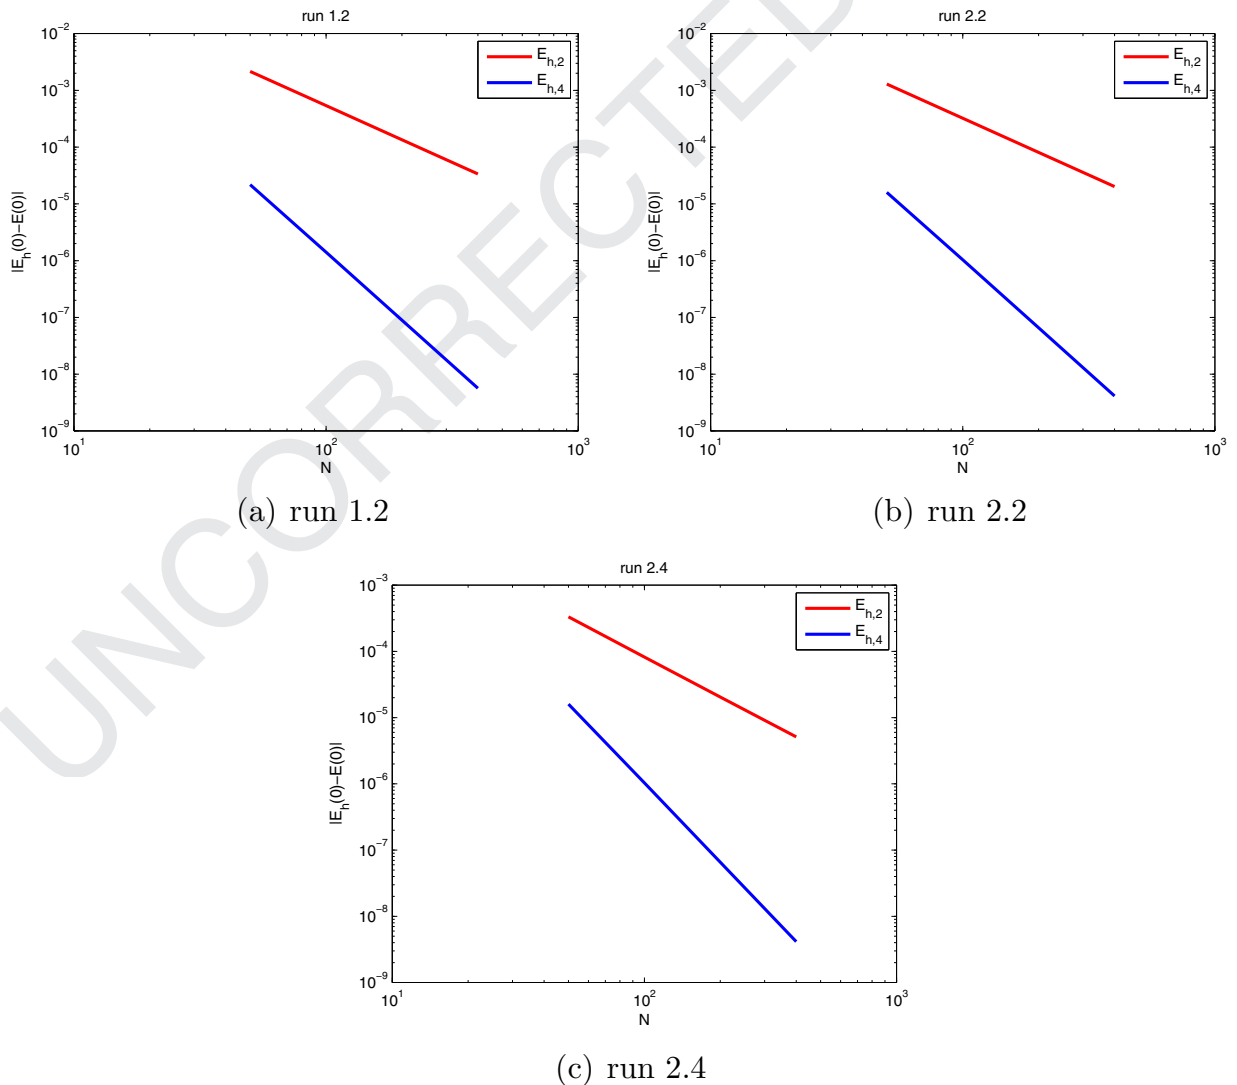 run 1.2
10^-2
10^-3
10^-4
10^-5
10^-6
10^-7
10^-8
10^-9
|E_h(0)−E(0)|
E_h,2
E_h,4
10^1 10^2 10^3
N
(a) run 1.2
run 2.2
10^-2
10^-3
10^-4
10^-5
10^-6
10^-7
10^-8
10^-9
|E_h(0)−E(0)|
E_h,2
E_h,4
10^1 10^2 10^3
N
(b) run 2.2
run 2.4
10^-3
10^-4
10^-5
10^-6
10^-7
10^-8
10^-9
|E_h(0)−E(0)|
E_h,2
E_h,4
10^1 10^2 10^3
N
(c) run 2.4
UNCORRECTED